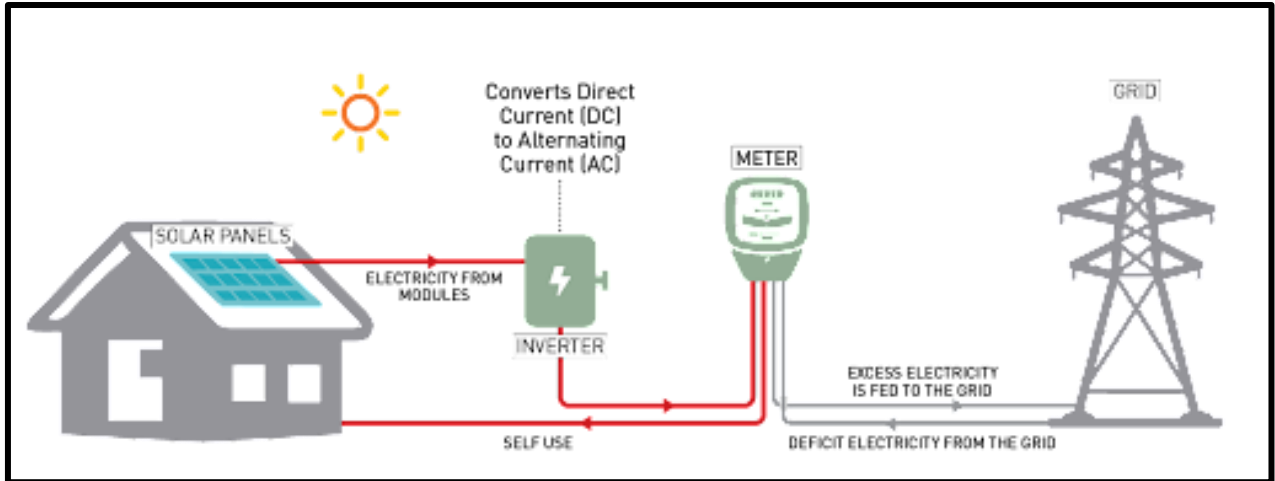 Converts Direct
Current (DC)
to Alternating
Current (AC)
GRID
METER
SOLAR PANELS
ELECTRICITY FROM
MODULES
INVERTER
EXCESS ELECTRICITY
IS FED TO THE GRID
SELF USE
DEFICIT ELECTRICITY FROM THE GRID